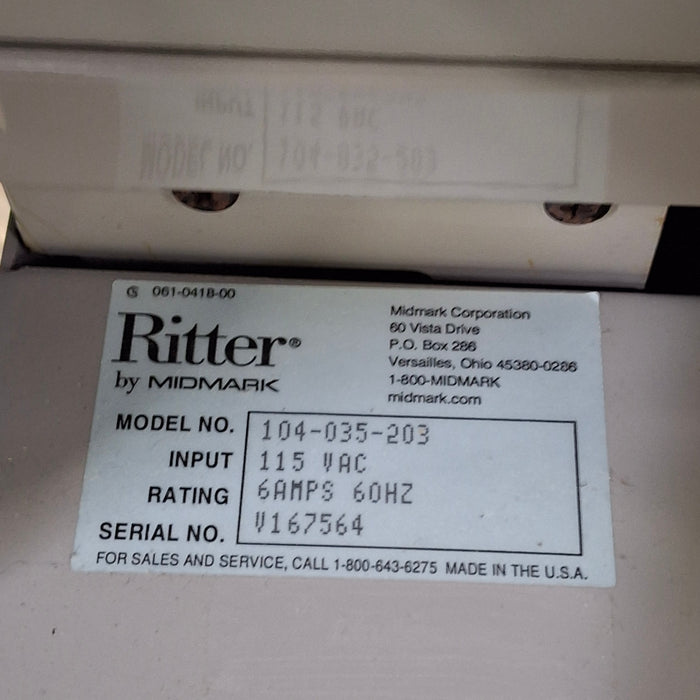 061-0418-00
Ritter®
by MIDMARK
Midmark Corporation
60 Vista Drive
P.O. Box 286
Versailles, Ohio 45380-0286
1-800-MIDMARK
midmark.com
MODEL NO. 104-035-203
INPUT 115 VAC
RATING 6AMPS 60HZ
SERIAL NO. V167564
FOR SALES AND SERVICE, CALL 1-800-643-6275 MADE IN THE U.S.A.